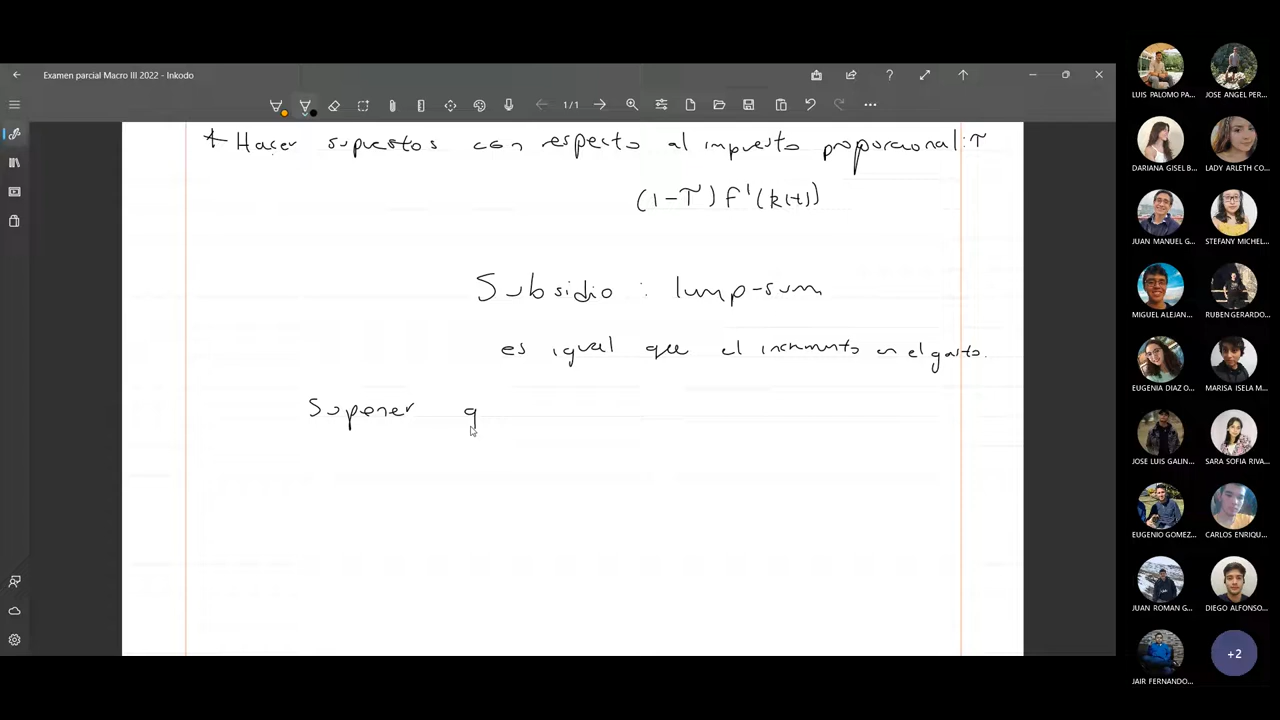 Examen parcial Macro III 2022 - Inkodo
1/1
Hacer supuestos con respecto al impuesto proporcional: τ
(1-τ) f'(k(t))
Subsidio : lump-sum
es igual que el incremento en el gasto.
Suponer q
LUIS PALOMO PA...
JOSE ANGEL PER...
DARIANA GISEL B...
LADY ARLETH CO...
JUAN MANUEL G...
STEFANY MICHEL...
MIGUEL ALEJAN...
RUBEN GERARDO...
EUGENIA DIAZ O...
MARISA ISELA M...
JOSE LUIS GALIN...
SARA SOFIA RIVA...
EUGENIO GOMEZ...
CARLOS ENRIQU...
JUAN ROMAN G...
DIEGO ALFONSO...
JAIR FERNANDO...
+2